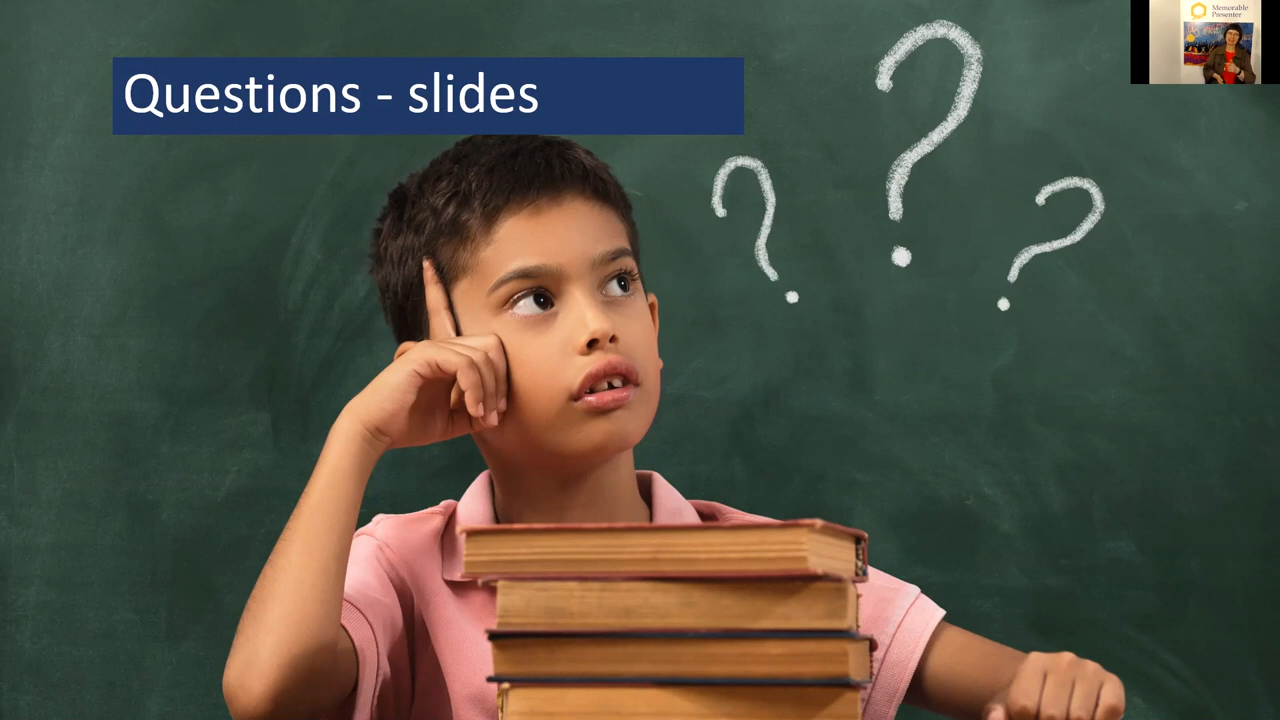 Questions - slides
? ? ?
Memorable
Presenter